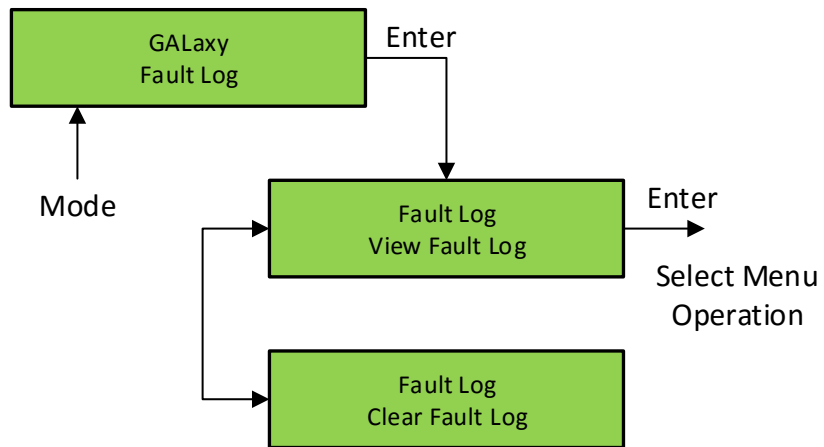 GALaxy
Fault Log
Enter
Mode
Fault Log
View Fault Log
Enter
Select Menu
Operation
Fault Log
Clear Fault Log